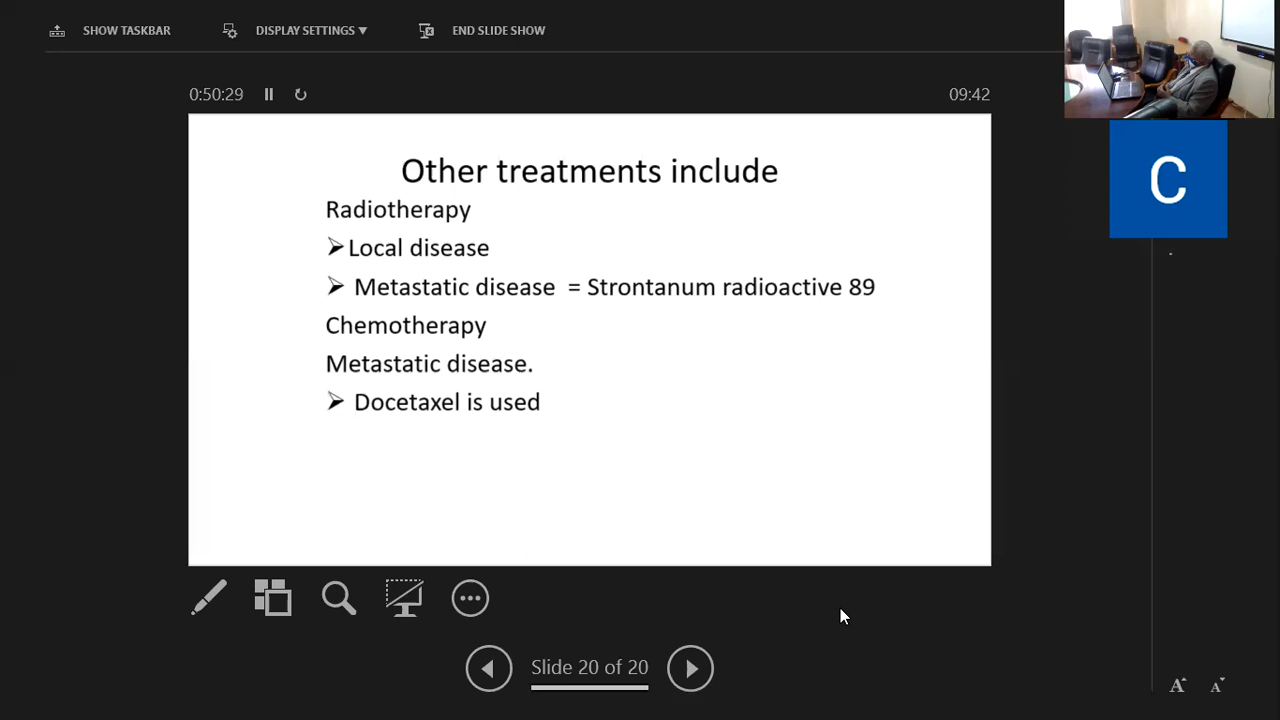 SHOW TASKBAR DISPLAY SETTINGS ▼ END SLIDE SHOW
0:50:29 09:42
C
Other treatments include
Radiotherapy
➢Local disease
➢ Metastatic disease = Strontanum radioactive 89
Chemotherapy
Metastatic disease.
➢ Docetaxel is used
Slide 20 of 20
A A